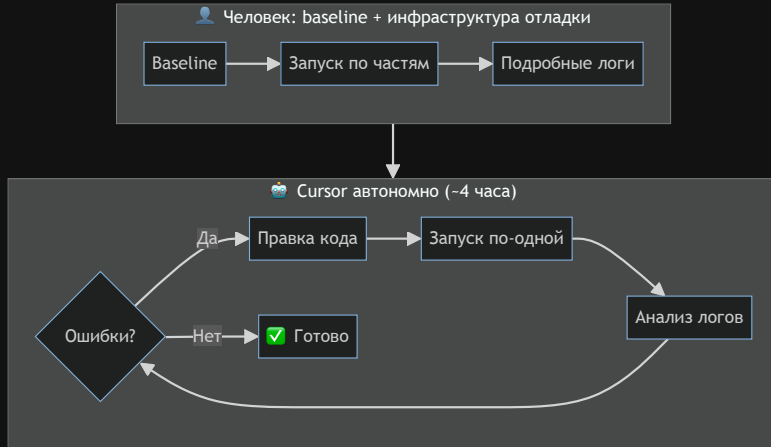 👤 Человек: baseline + инфраструктура отладки
Baseline
Запуск по частям
Подробные логи
🤖 Cursor автономно (~4 часа)
Да
Правка кода
Запуск по-одной
Ошибки?
Нет
✅ Готово
Анализ логов